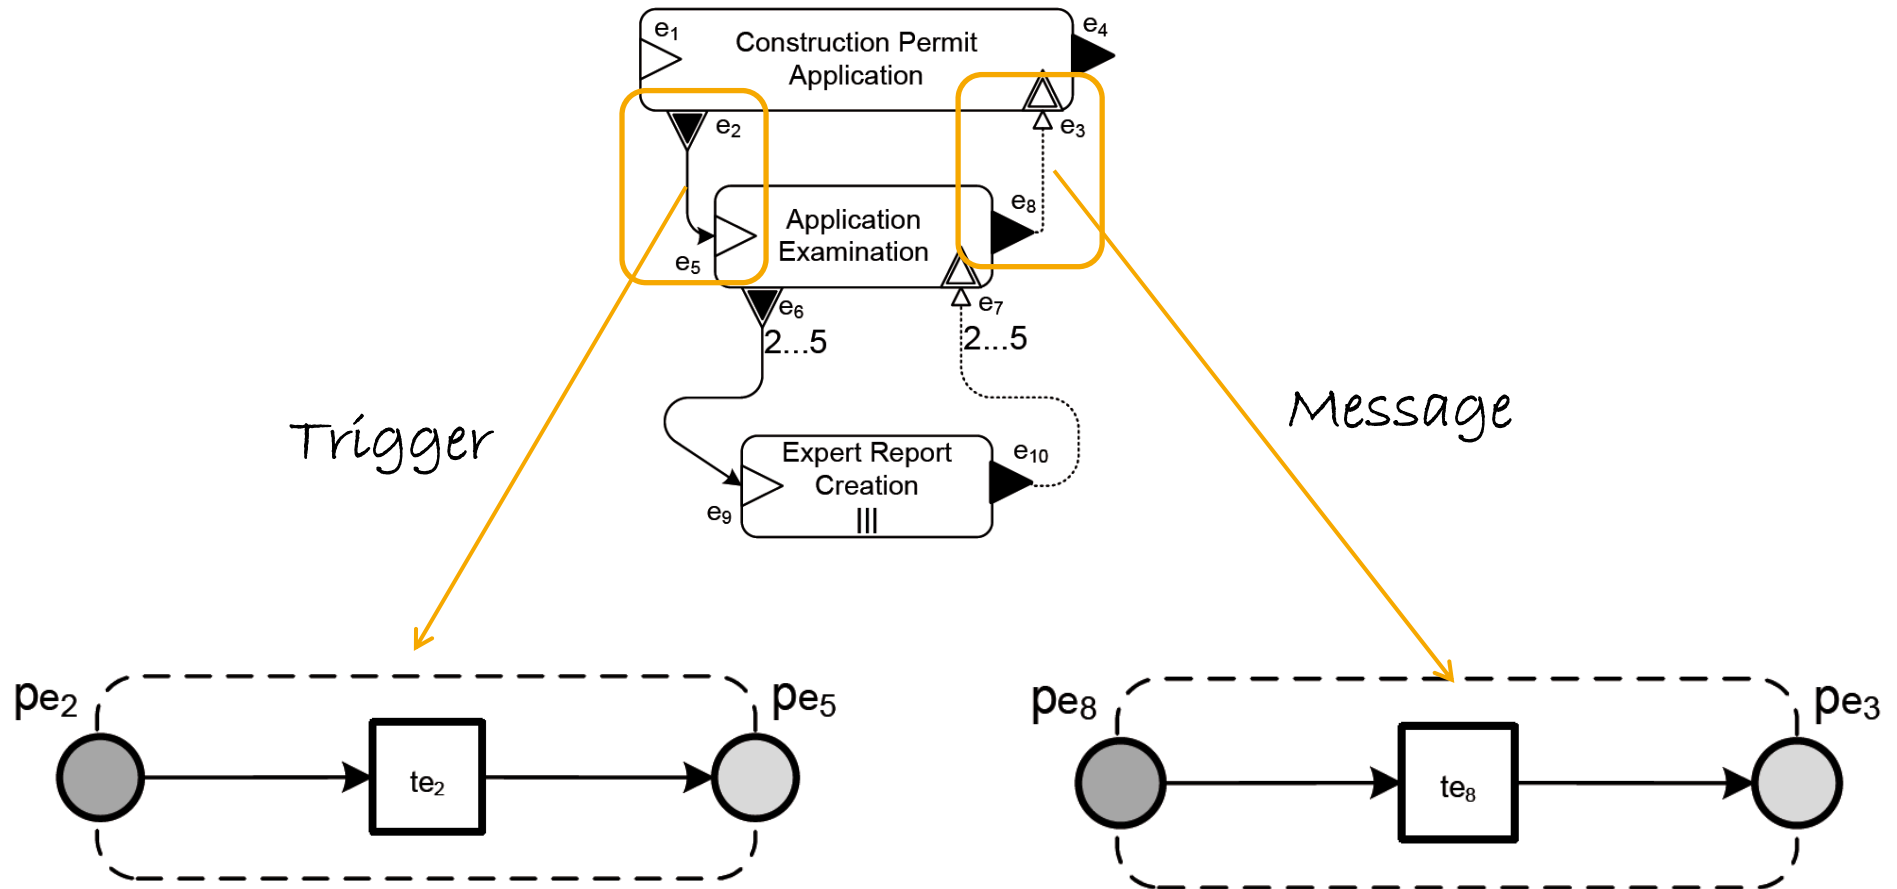 e1
Construction Permit
Application
e4
e2
e3
Application
Examination
e8
e5
e6
2...5
e7
2...5
Trigger
Message
Expert Report
Creation
e9
e10
pe2
te2
pe5
pe8
te8
pe3